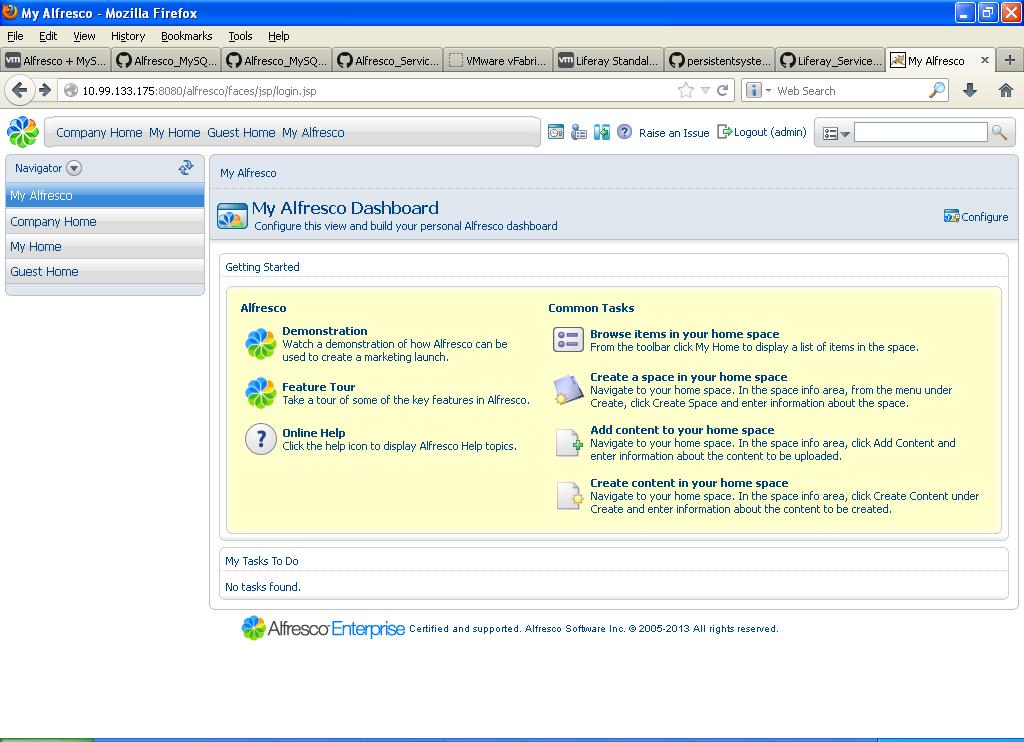 My Alfresco - Mozilla Firefox
File Edit View History Bookmarks Tools Help
vm Alfresco + MyS... Alfresco_MySQ... Alfresco_MySQ... Alfresco_Servic... VMware vFabri... vm Liferay Standal... persistentsyste... Liferay_Service... My Alfresco
10.99.133.175:8080/alfresco/faces/jsp/login.jsp
Web Search
Company Home My Home Guest Home My Alfresco
Raise an Issue Logout (admin)
Navigator
My Alfresco
Company Home
My Home
Guest Home
My Alfresco
My Alfresco Dashboard
Configure this view and build your personal Alfresco dashboard
Configure
Getting Started
Alfresco
Demonstration
Watch a demonstration of how Alfresco can be
used to create a marketing launch.
Feature Tour
Take a tour of some of the key features in Alfresco.
Online Help
Click the help icon to display Alfresco Help topics.
Common Tasks
Browse items in your home space
From the toolbar click My Home to display a list of items in the space.
Create a space in your home space
Navigate to your home space. In the space info area, from the menu under
Create, click Create Space and enter information about the space.
Add content to your home space
Navigate to your home space. In the space info area, click Add Content and
enter information about the content to be uploaded.
Create content in your home space
Navigate to your home space. In the space info area, click Create Content under
Create and enter information about the content to be created.
My Tasks To Do
No tasks found.
Alfresco Enterprise Certified and supported. Alfresco Software Inc. © 2005-2013 All rights reserved.